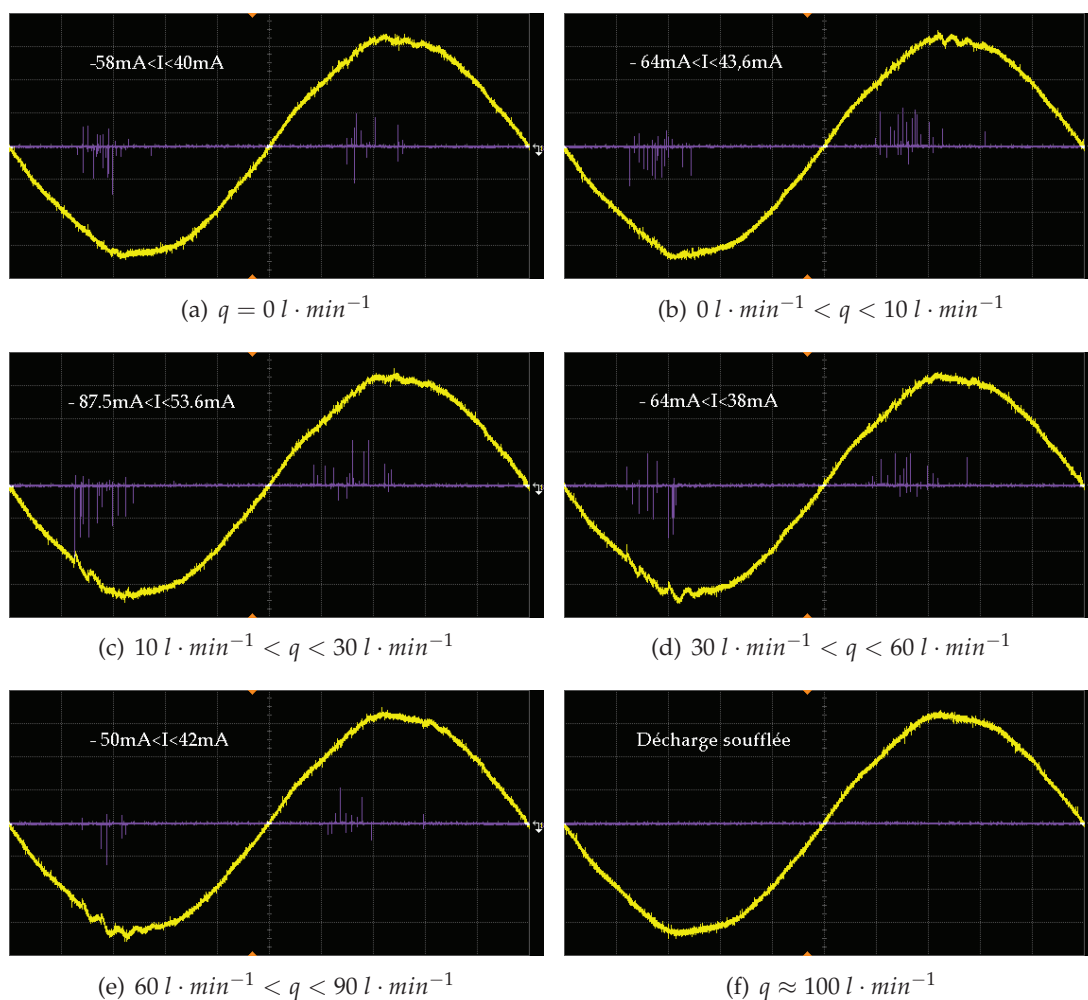 -58mA<I<40mA
- 64mA<I<43,6mA
(a) q = 0 l · min⁻¹
(b) 0 l · min⁻¹ < q < 10 l · min⁻¹
- 87.5mA<I<53.6mA
- 64mA<I<38mA
(c) 10 l · min⁻¹ < q < 30 l · min⁻¹
(d) 30 l · min⁻¹ < q < 60 l · min⁻¹
- 50mA<I<42mA
Décharge soufflée
(e) 60 l · min⁻¹ < q < 90 l · min⁻¹
(f) q ≈ 100 l · min⁻¹